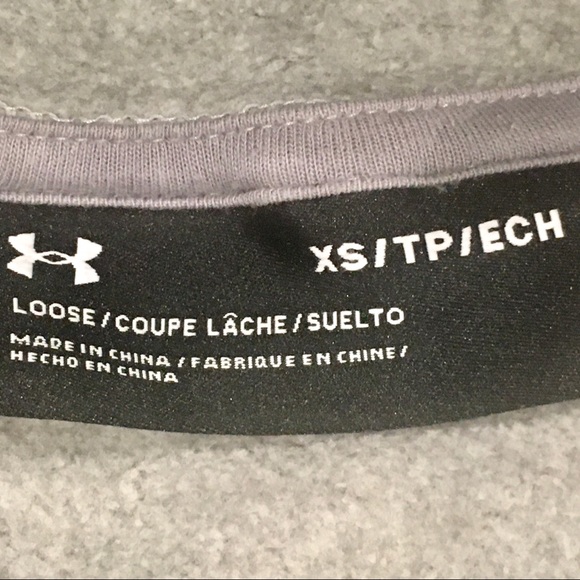 XS/TP/ECH
LOOSE/COUPE LÂCHE/SUELTO
MADE IN CHINA / FABRIQUE EN CHINE/
HECHO EN CHINA